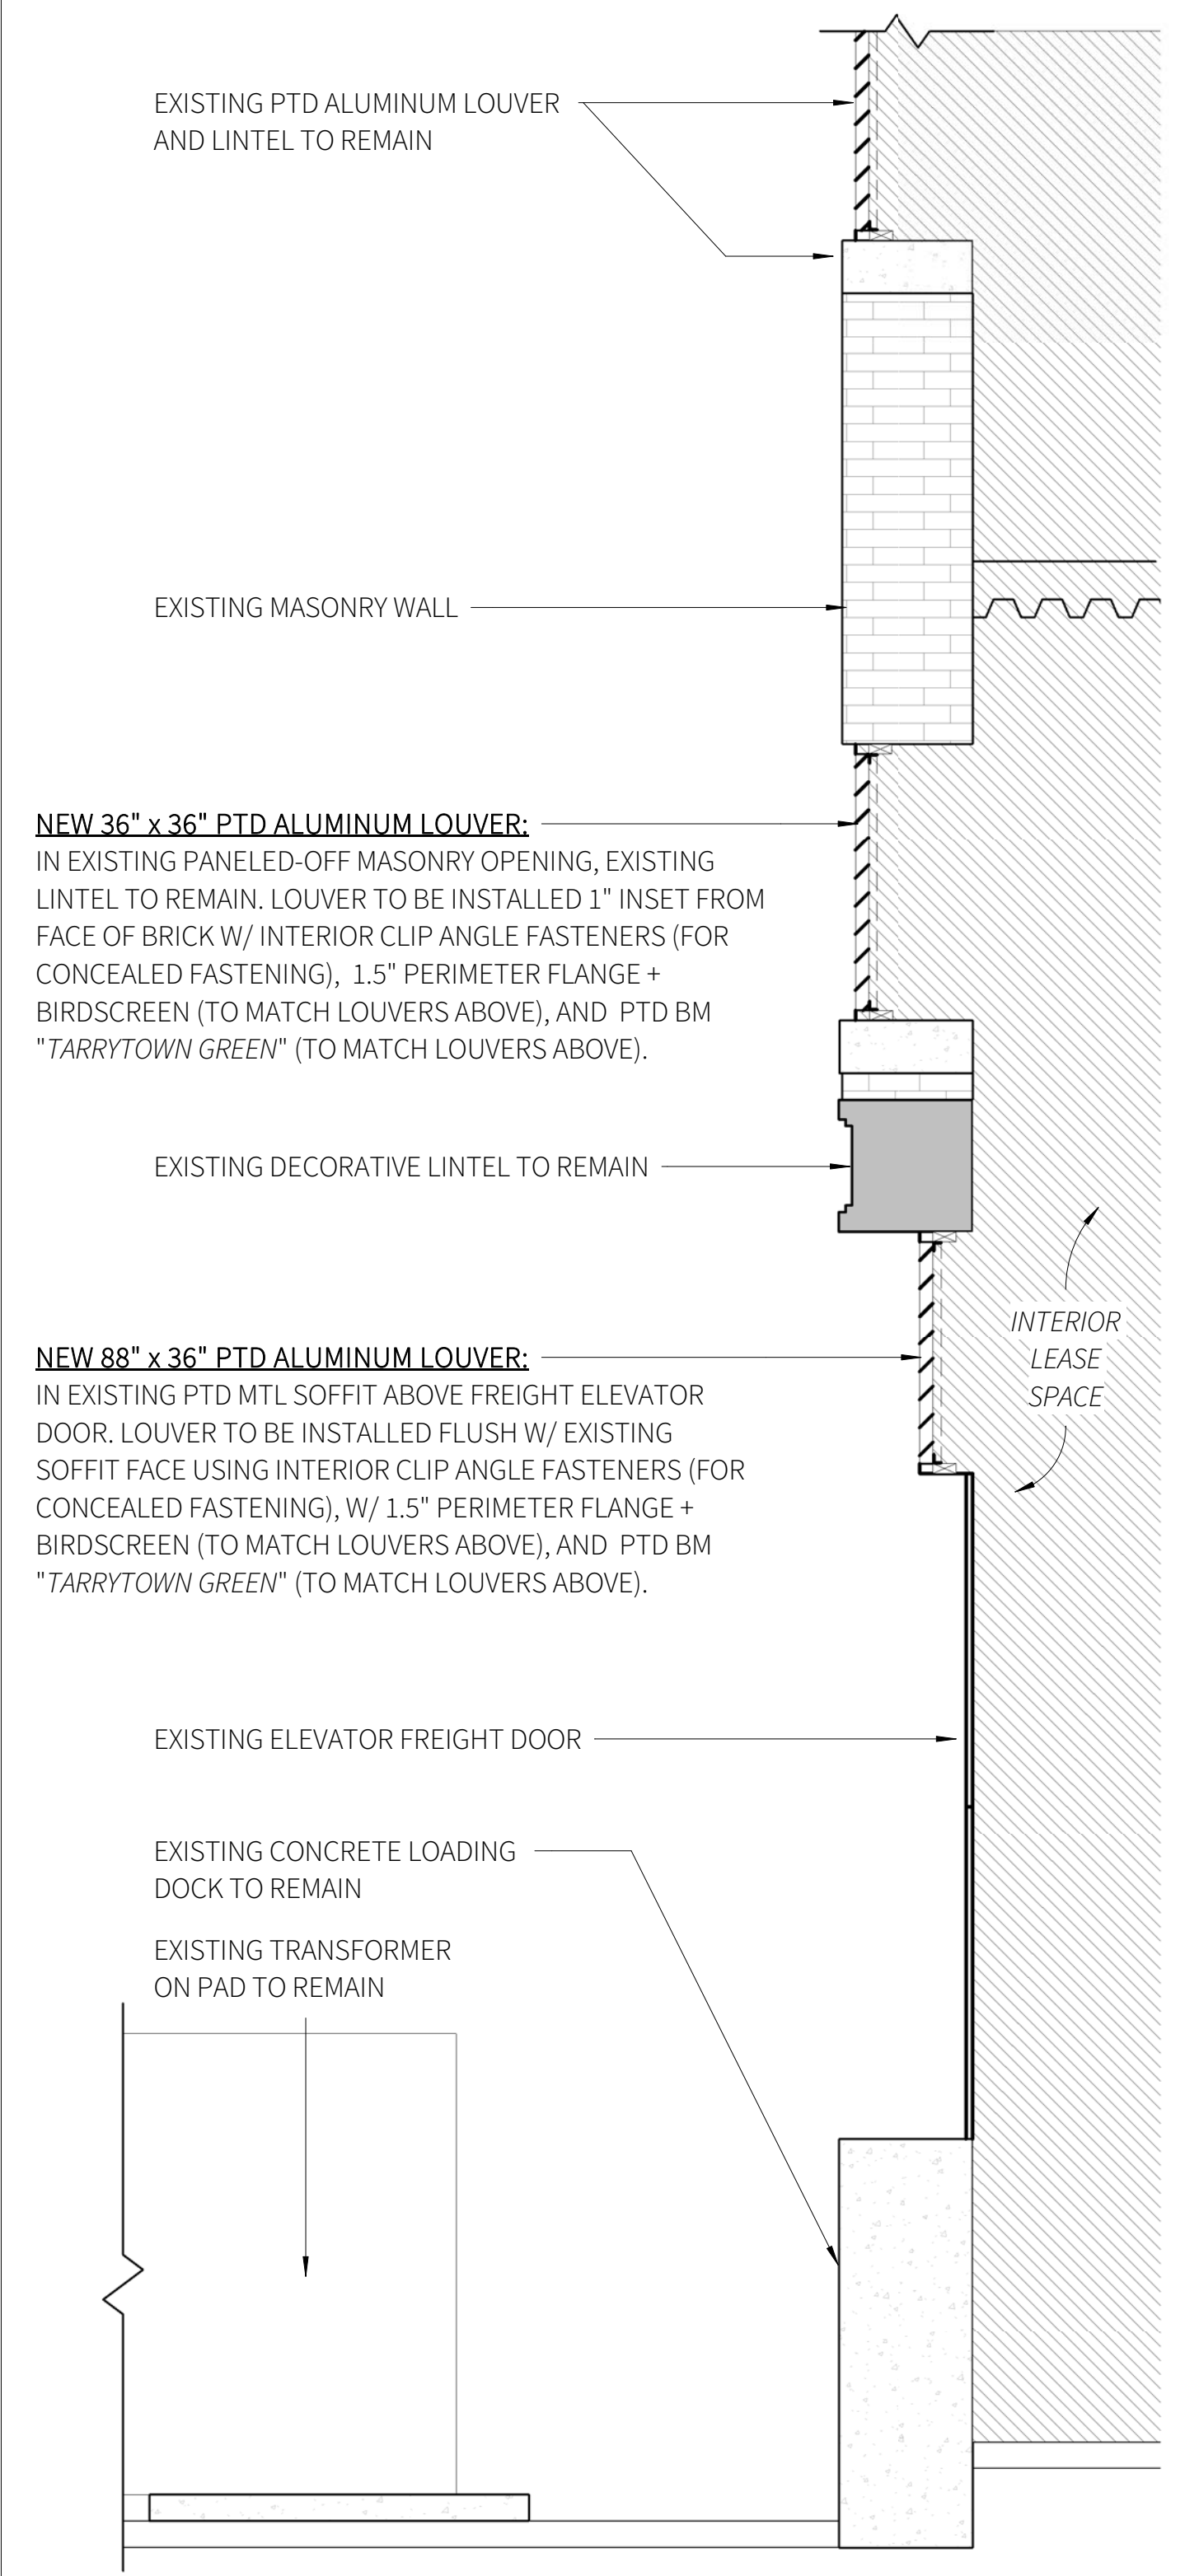 EXISTING PTD ALUMINUM LOUVER
AND LINTEL TO REMAIN
EXISTING MASONRY WALL
NEW 36" x 36" PTD ALUMINUM LOUVER:
IN EXISTING PANELED-OFF MASONRY OPENING, EXISTING
LINTEL TO REMAIN. LOUVER TO BE INSTALLED 1" INSET FROM
FACE OF BRICK W/ INTERIOR CLIP ANGLE FASTENERS (FOR
CONCEALED FASTENING), 1.5" PERIMETER FLANGE +
BIRDSCREEN (TO MATCH LOUVERS ABOVE), AND PTD BM
"TARRYTOWN GREEN" (TO MATCH LOUVERS ABOVE).
EXISTING DECORATIVE LINTEL TO REMAIN
INTERIOR
LEASE
SPACE
NEW 88" x 36" PTD ALUMINUM LOUVER:
IN EXISTING PTD MTL SOFFIT ABOVE FREIGHT ELEVATOR
DOOR. LOUVER TO BE INSTALLED FLUSH W/ EXISTING
SOFFIT FACE USING INTERIOR CLIP ANGLE FASTENERS (FOR
CONCEALED FASTENING), W/ 1.5" PERIMETER FLANGE +
BIRDSCREEN (TO MATCH LOUVERS ABOVE), AND PTD BM
"TARRYTOWN GREEN" (TO MATCH LOUVERS ABOVE).
EXISTING ELEVATOR FREIGHT DOOR
EXISTING CONCRETE LOADING
DOCK TO REMAIN
EXISTING TRANSFORMER
ON PAD TO REMAIN